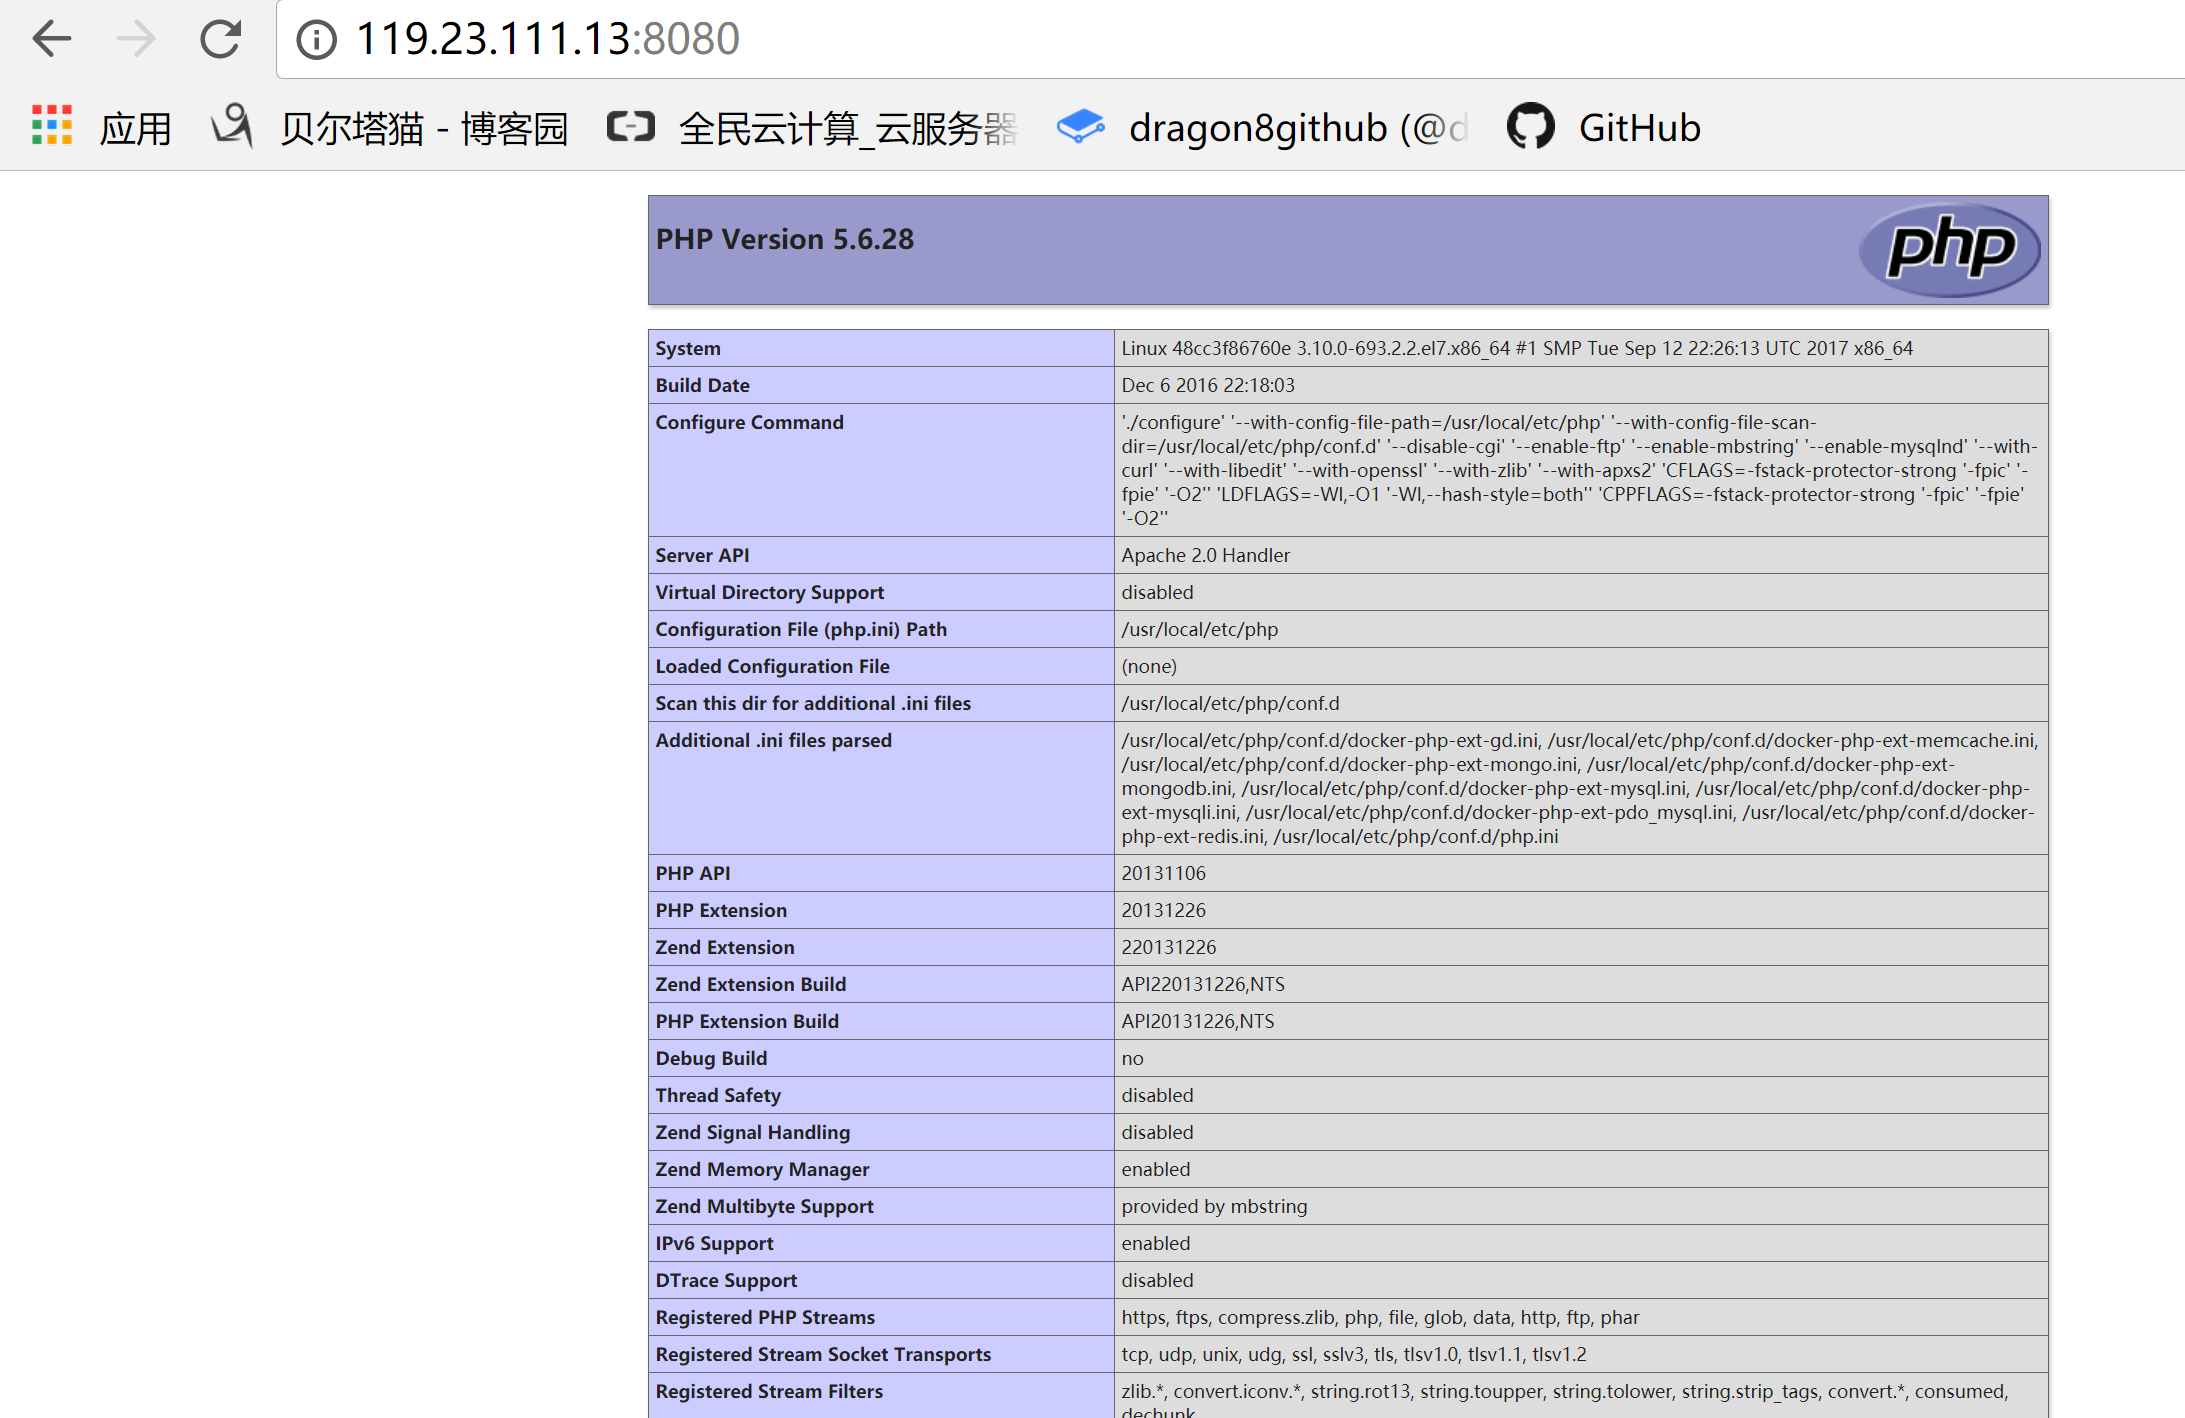 119.23.111.13:8080
应用 贝尔塔猫 - 博客园 全民云计算_云服务器 dragon8github (@d GitHub
PHP Version 5.6.28 php
System Linux 48cc3f86760e 3.10.0-693.2.2.el7.x86_64 #1 SMP Tue Sep 12 22:26:13 UTC 2017 x86_64
Build Date Dec 6 2016 22:18:03
Configure Command './configure' '--with-config-file-path=/usr/local/etc/php' '--with-config-file-scan-
dir=/usr/local/etc/php/conf.d' '--disable-cgi' '--enable-ftp' '--enable-mbstring' '--enable-mysqlnd' '--with-
curl' '--with-libedit' '--with-openssl' '--with-zlib' '--with-apxs2' 'CFLAGS=-fstack-protector-strong '-fpic' '-
fpie' '-O2'' 'LDFLAGS=-Wl,-O1 '-Wl,--hash-style=both'' 'CPPFLAGS=-fstack-protector-strong '-fpic' '-fpie'
'-O2''
Server API Apache 2.0 Handler
Virtual Directory Support disabled
Configuration File (php.ini) Path /usr/local/etc/php
Loaded Configuration File (none)
Scan this dir for additional .ini files /usr/local/etc/php/conf.d
Additional .ini files parsed /usr/local/etc/php/conf.d/docker-php-ext-gd.ini, /usr/local/etc/php/conf.d/docker-php-ext-memcache.ini,
/usr/local/etc/php/conf.d/docker-php-ext-mongo.ini, /usr/local/etc/php/conf.d/docker-php-ext-
mongodb.ini, /usr/local/etc/php/conf.d/docker-php-ext-mysql.ini, /usr/local/etc/php/conf.d/docker-php-
ext-mysqli.ini, /usr/local/etc/php/conf.d/docker-php-ext-pdo_mysql.ini, /usr/local/etc/php/conf.d/docker-
php-ext-redis.ini, /usr/local/etc/php/conf.d/php.ini
PHP API 20131106
PHP Extension 20131226
Zend Extension 220131226
Zend Extension Build API220131226,NTS
PHP Extension Build API20131226,NTS
Debug Build no
Thread Safety disabled
Zend Signal Handling disabled
Zend Memory Manager enabled
Zend Multibyte Support provided by mbstring
IPv6 Support enabled
DTrace Support disabled
Registered PHP Streams https, ftps, compress.zlib, php, file, glob, data, http, ftp, phar
Registered Stream Socket Transports tcp, udp, unix, udg, ssl, sslv3, tls, tlsv1.0, tlsv1.1, tlsv1.2
Registered Stream Filters zlib.*, convert.iconv.*, string.rot13, string.toupper, string.tolower, string.strip_tags, convert.*, consumed,
dechunk